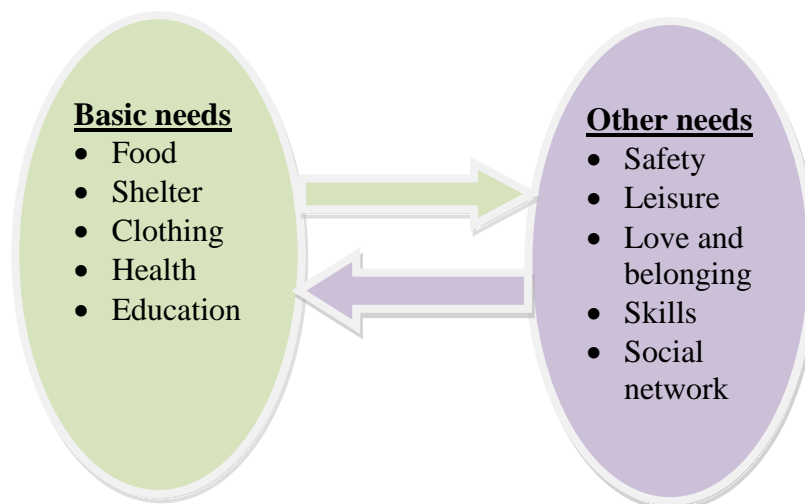 Basic needs
• Food
• Shelter
• Clothing
• Health
• Education
Other needs
• Safety
• Leisure
• Love and
belonging
• Skills
• Social
network